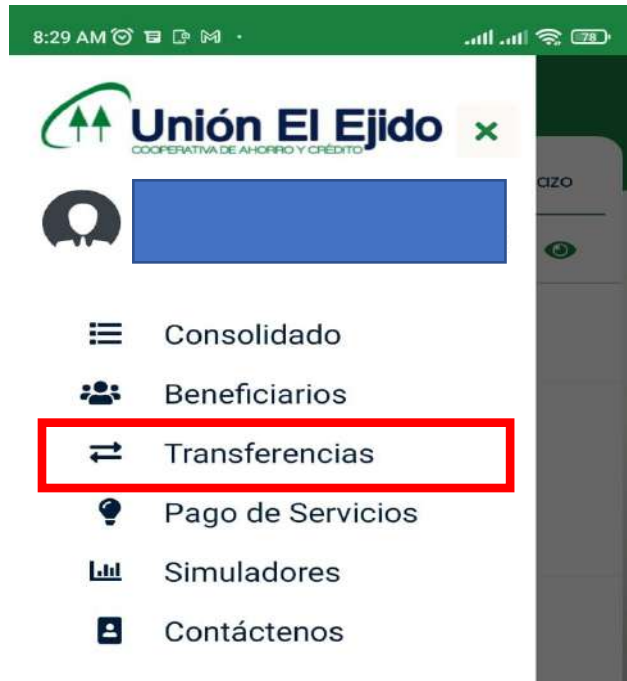 8:29 AM
78
Unión El Ejido
COOPERATIVA DE AHORRO Y CRÉDITO
azo
Consolidado
Beneficiarios
Transferencias
Pago de Servicios
Simuladores
Contáctenos